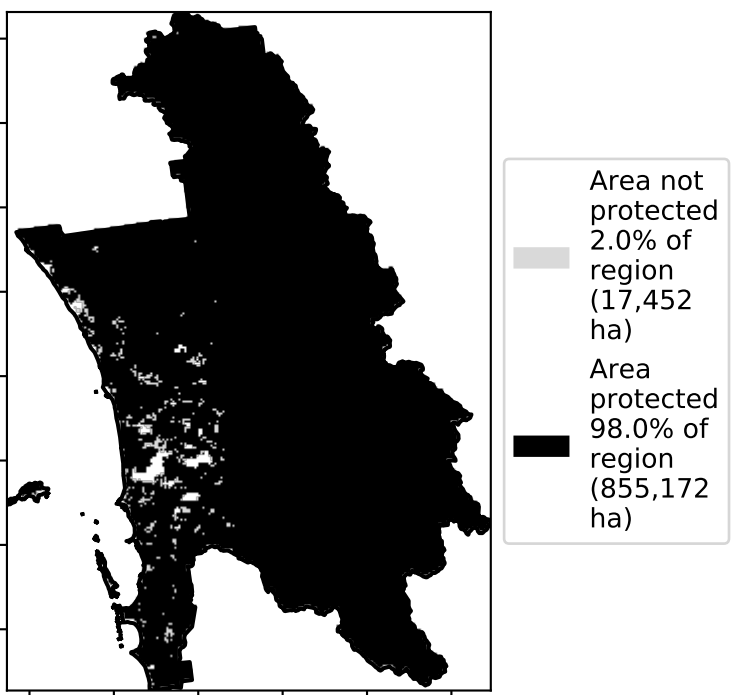 Area not
protected
2.0% of
region
(17,452
ha)
Area
protected
98.0% of
region
(855,172
ha)